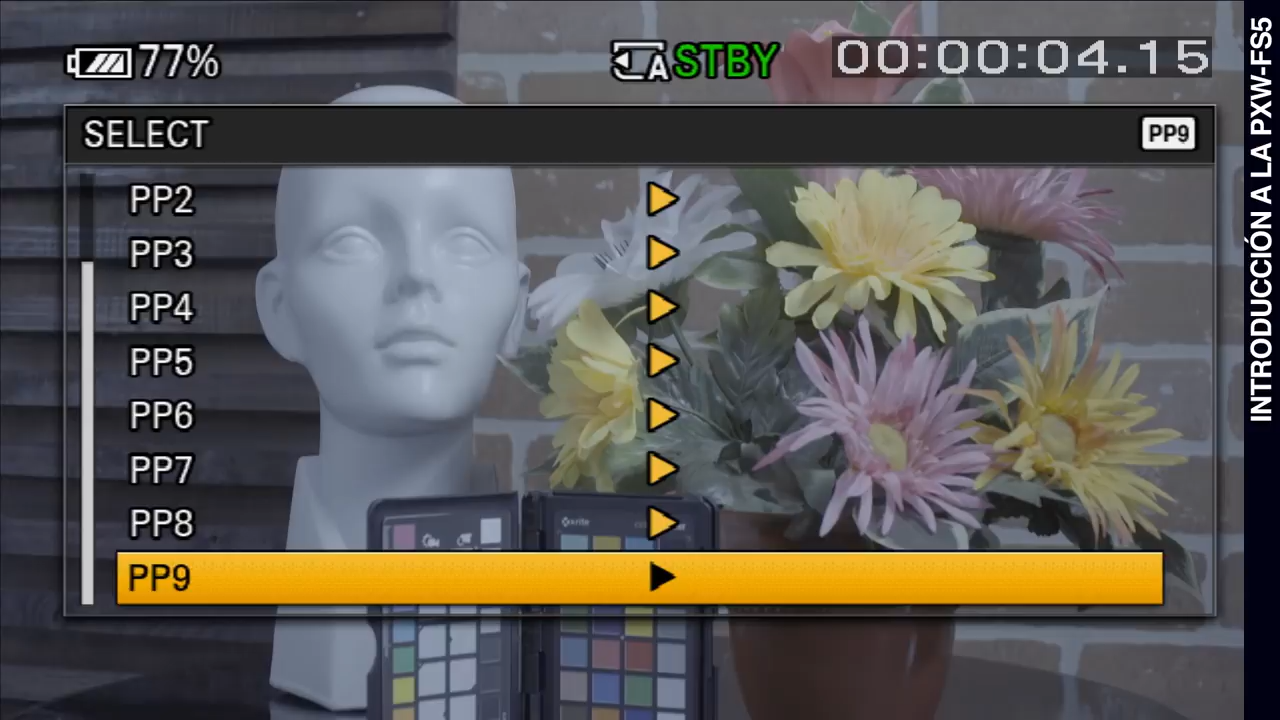 77%
A STBY
00:00:04.15
SELECT
PP9
PP2
PP3
PP4
PP5
PP6
PP7
PP8
PP9
x-rite
INTRODUCCIÓN A LA PXW-FS5